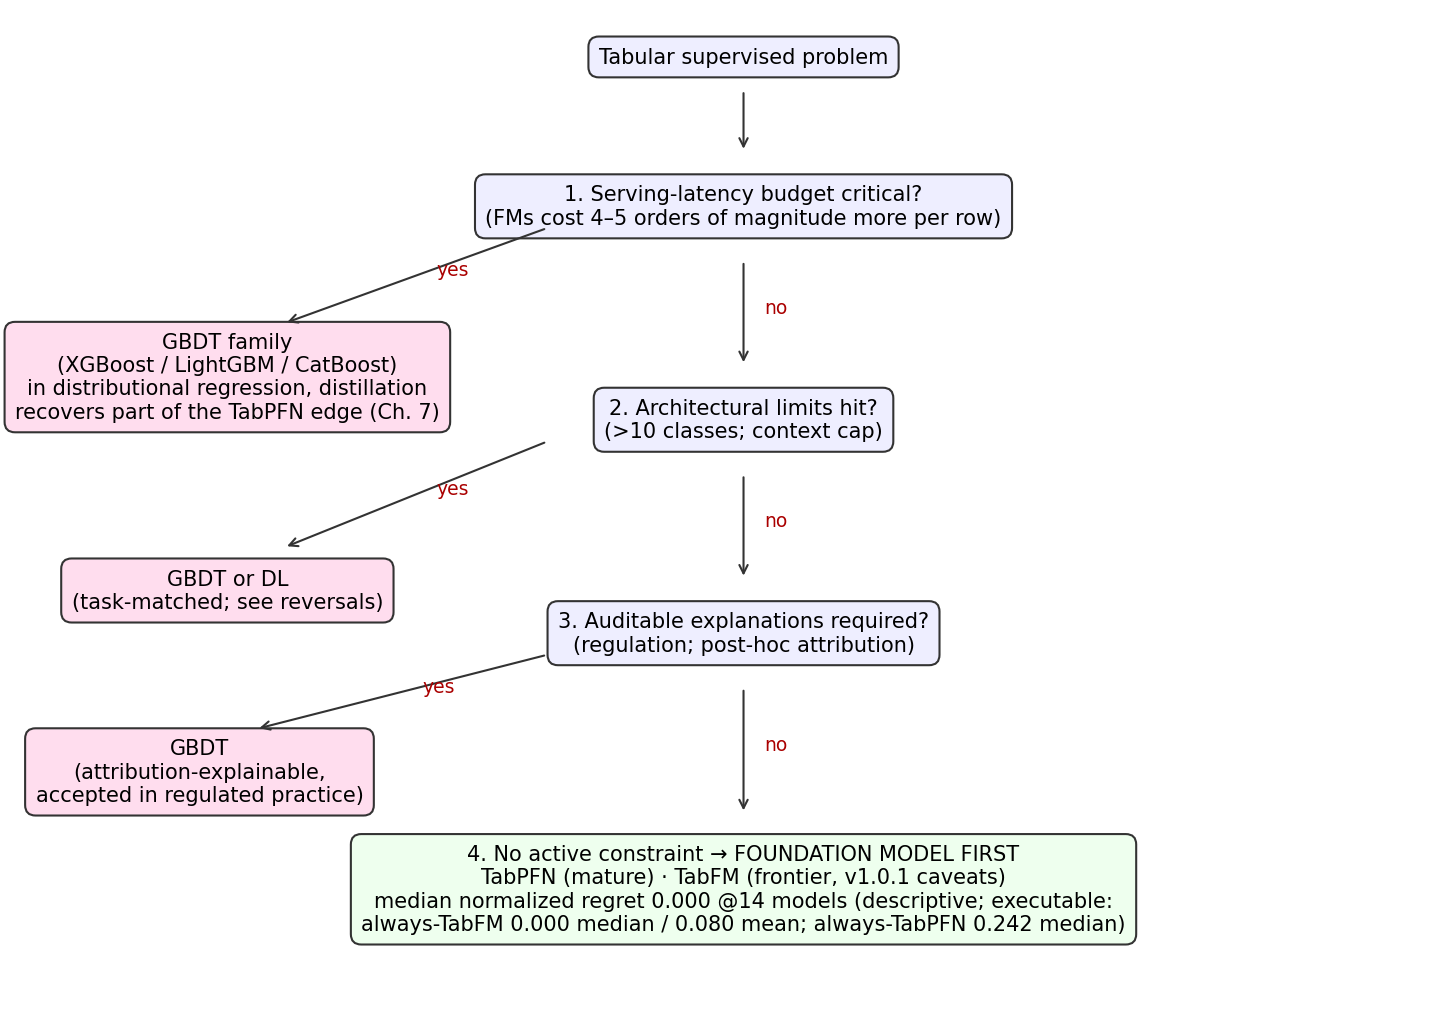 Tabular supervised problem
1. Serving-latency budget critical?
(FMs cost 4–5 orders of magnitude more per row)
yes
no
GBDT family
(XGBoost / LightGBM / CatBoost)
in distributional regression, distillation
recovers part of the TabPFN edge (Ch. 7)
2. Architectural limits hit?
(>10 classes; context cap)
yes
no
GBDT or DL
(task-matched; see reversals)
3. Auditable explanations required?
(regulation; post-hoc attribution)
yes
no
GBDT
(attribution-explainable,
accepted in regulated practice)
4. No active constraint → FOUNDATION MODEL FIRST
TabPFN (mature) · TabFM (frontier, v1.0.1 caveats)
median normalized regret 0.000 @14 models (descriptive; executable:
always-TabFM 0.000 median / 0.080 mean; always-TabPFN 0.242 median)